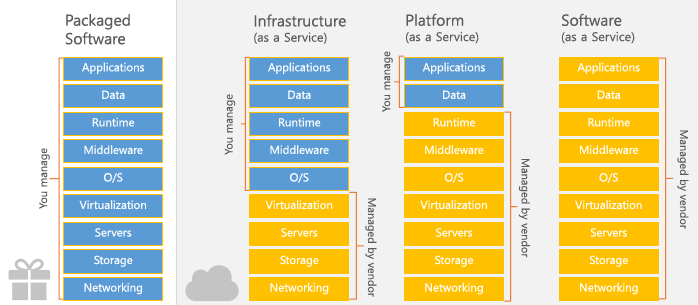 Packaged
Software
Applications
Data
Runtime
Middleware
O/S
Virtualization
Servers
Storage
Networking
You manage
Infrastructure
(as a Service)
Applications
Data
Runtime
Middleware
O/S
Virtualization
Servers
Storage
Networking
You manage
Managed by vendor
Platform
(as a Service)
Applications
Data
Runtime
Middleware
O/S
Virtualization
Servers
Storage
Networking
You manage
Managed by vendor
Software
(as a Service)
Applications
Data
Runtime
Middleware
O/S
Virtualization
Servers
Storage
Networking
Managed by vendor